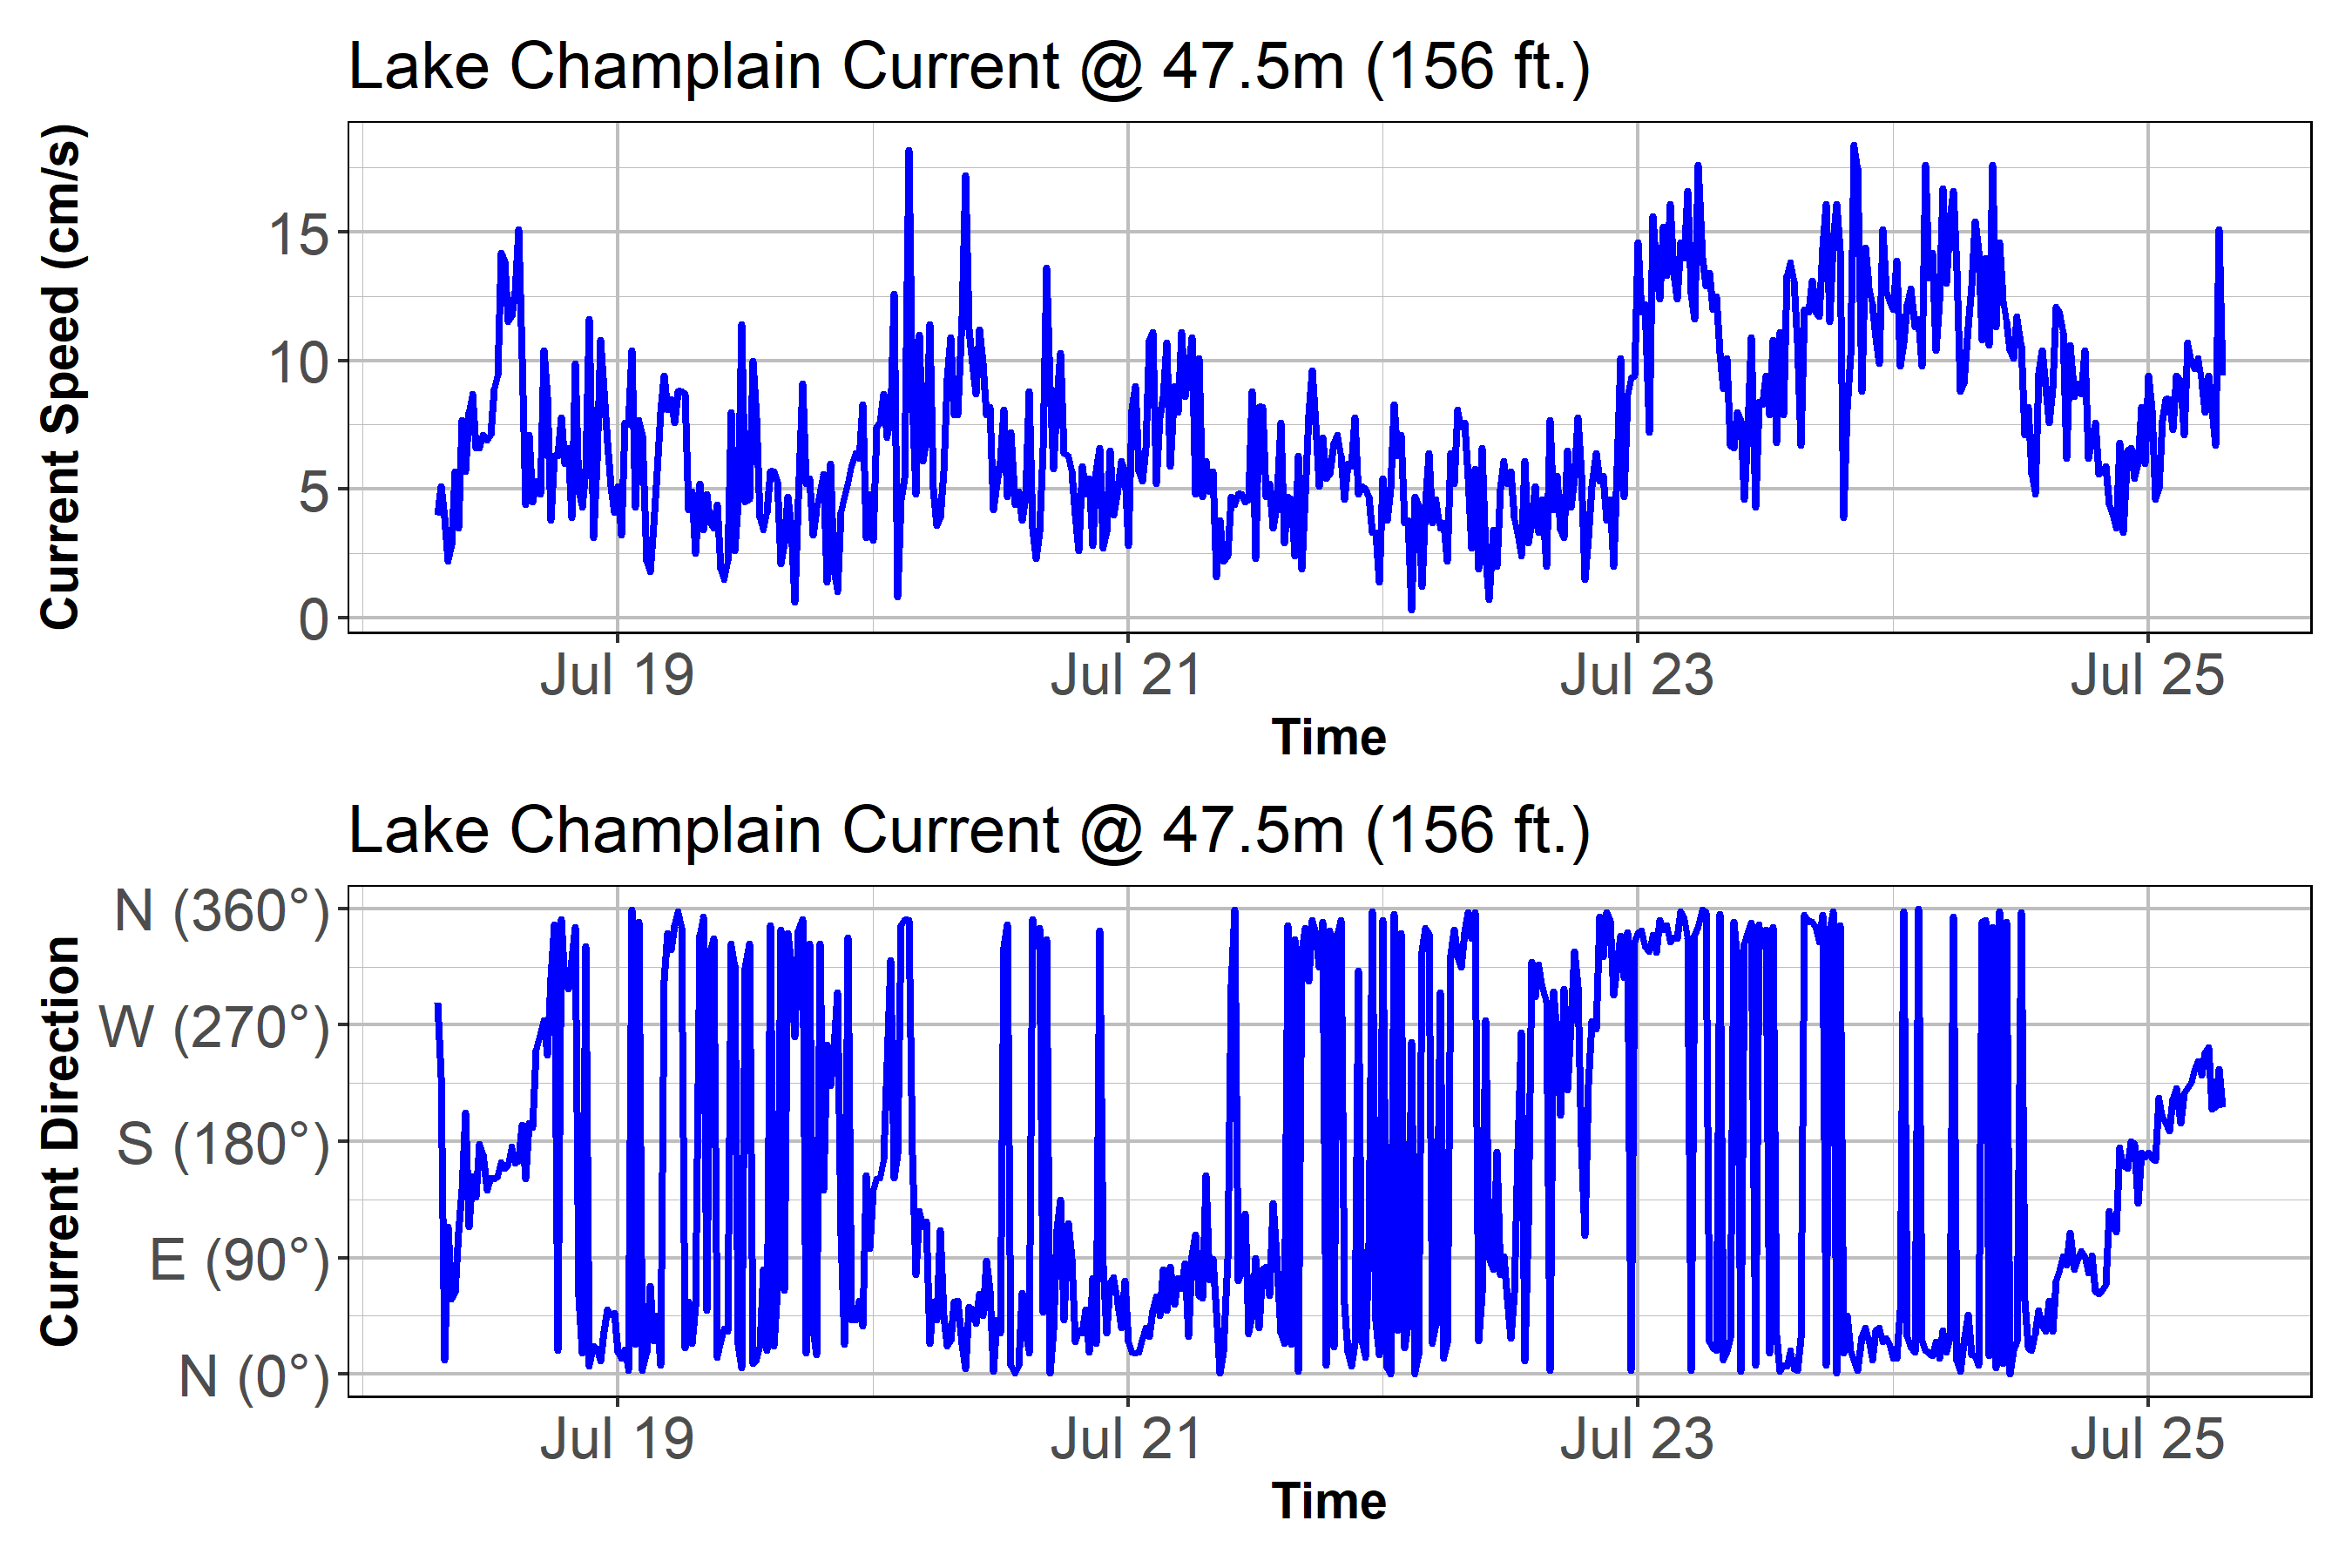 Lake Champlain Current @ 47.5m (156 ft.)
Current Speed (cm/s)
15
10
5
0
Jul 19 Jul 21 Jul 23 Jul 25
Time
Lake Champlain Current @ 47.5m (156 ft.)
Current Direction
N (360°)
W (270°)
S (180°)
E (90°)
N (0°)
Jul 19 Jul 21 Jul 23 Jul 25
Time